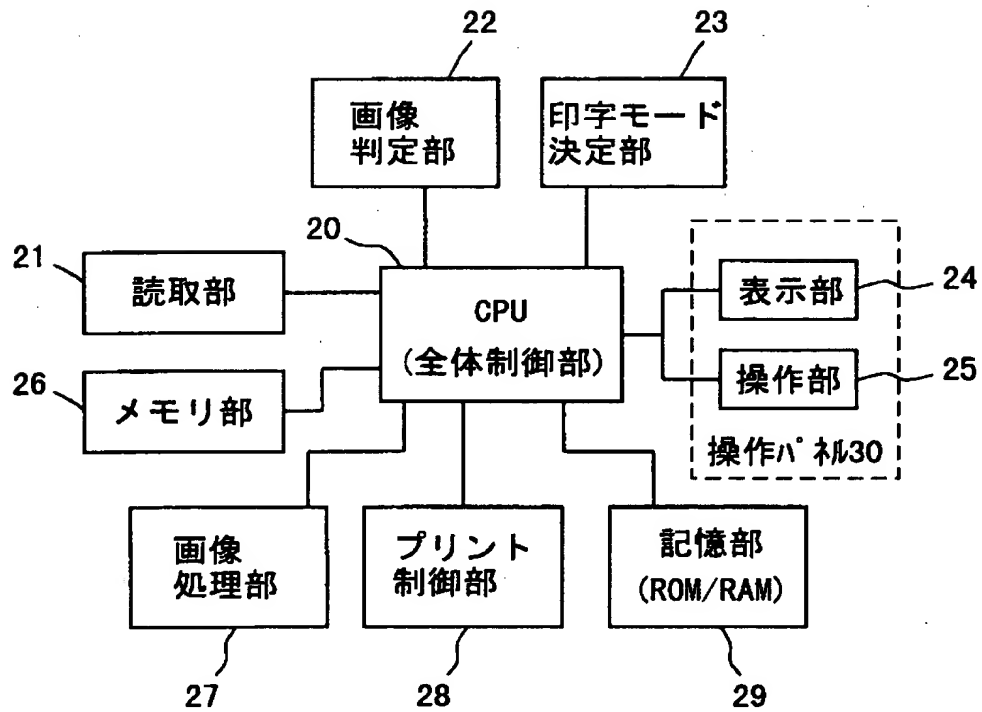 22
23
画像
判定部
印字モード
決定部
20
21
読取部
CPU
(全体制御部)
表示部
24
26
メモリ部
操作部
25
操作ﾊﾟﾈﾙ30
画像
処理部
プリント
制御部
記憶部
(ROM/RAM)
27
28
29